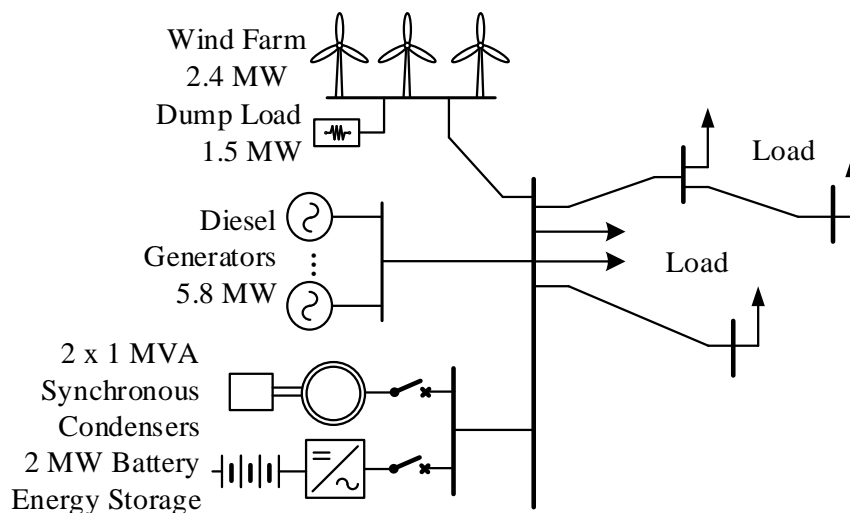 Wind Farm
2.4 MW
Dump Load
1.5 MW
Load
Diesel
Generators
5.8 MW
Load
2 x 1 MVA
Synchronous
Condensers
2 MW Battery
Energy Storage